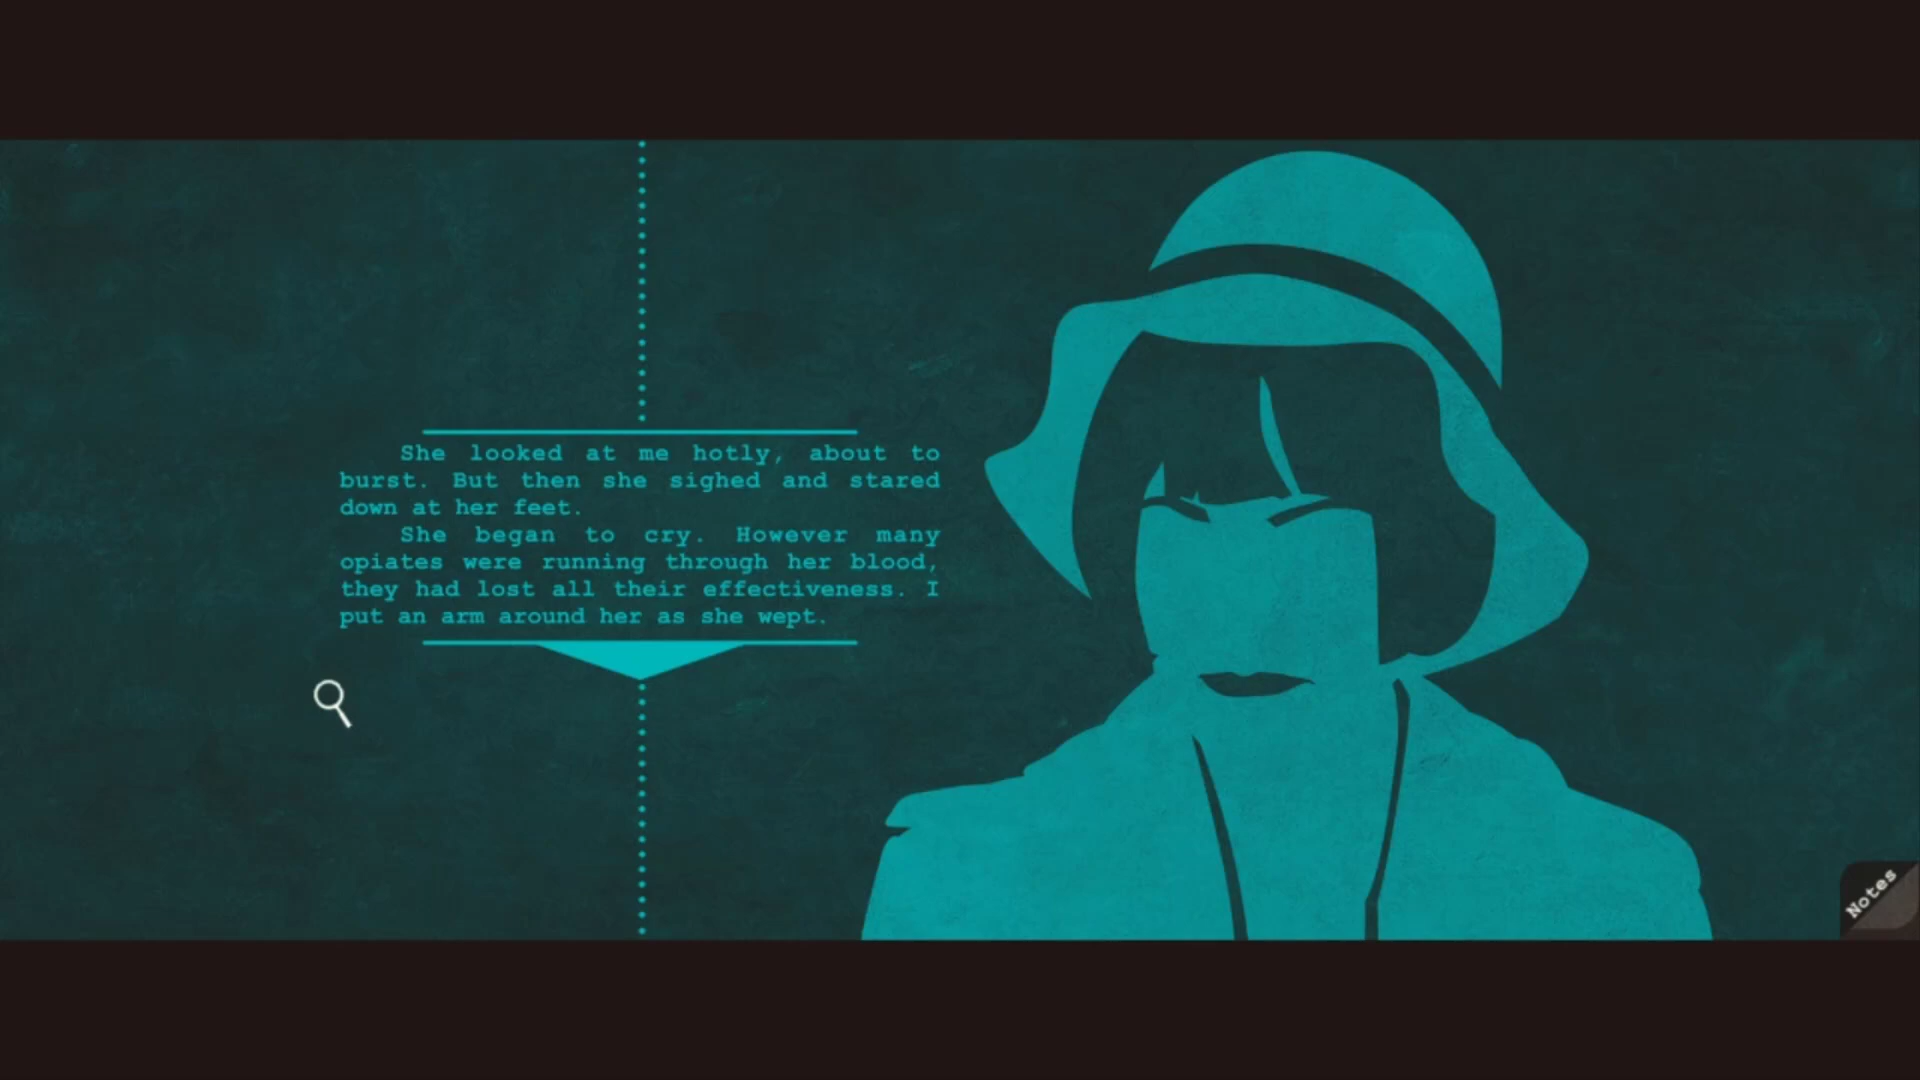 She looked at me hotly, about to
burst. But then she sighed and stared
down at her feet.
She began to cry. However many
opiates were running through her blood,
they had lost all their effectiveness. I
put an arm around her as she wept.
Notes